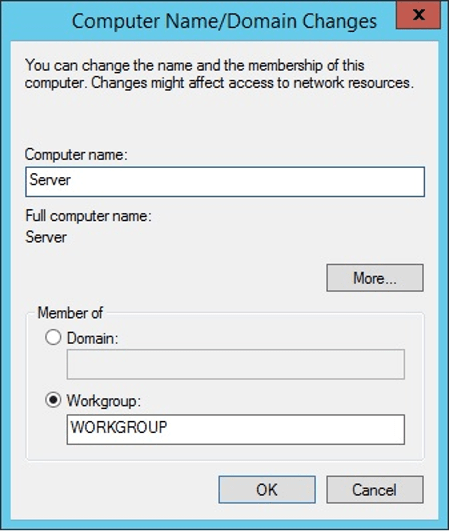 Computer Name/Domain Changes
x
You can change the name and the membership of this
computer. Changes might affect access to network resources.
Computer name:
Server
Full computer name:
Server
More...
Member of
Domain:
Workgroup:
WORKGROUP
OK
Cancel